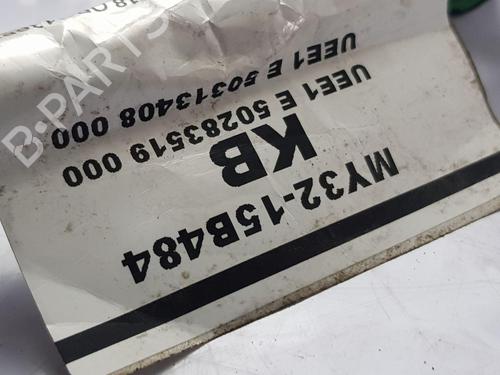 MY32-15B484
KB
UEE1 E 50283519 000
UEE1 E 50313408 000
B-PARTS